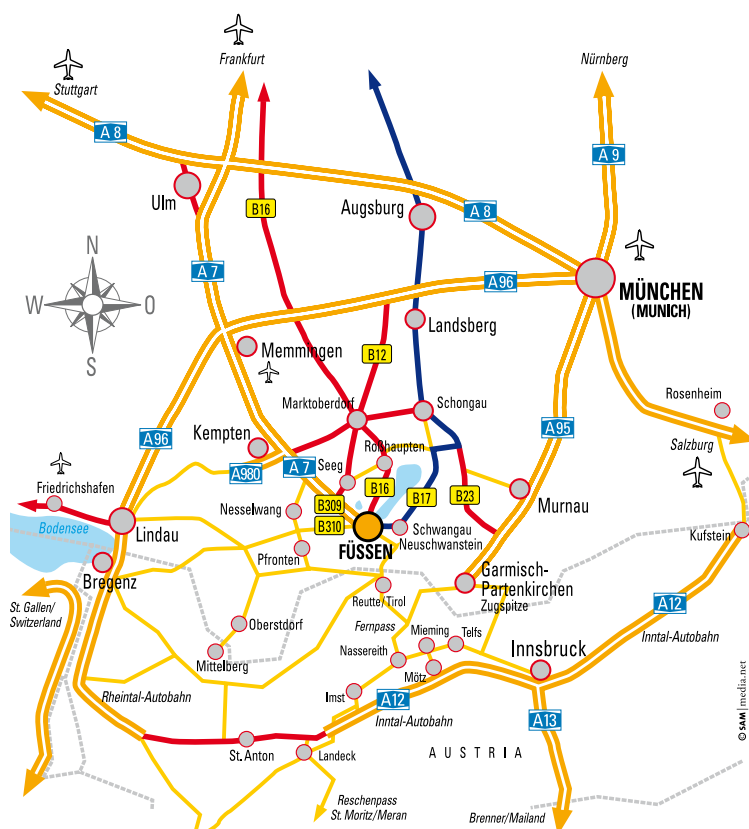 Frankfurt
Nürnberg
Stuttgart
A 8
A 9
Ulm
B16
Augsburg
A 8
N
W
O
S
A 7
A96
MÜNCHEN
(MUNICH)
Landsberg
Memmingen
B12
Rosenheim
Marktoberdorf
Schongau
A 96
Kempten
A95
Salzburg
Roßhaupten
A980
A 7
Seeg
Friedrichshafen
B16
B17
B23
Murnau
Nesselwang
B309
B310
Bodensee
Lindau
FÜSSEN
Schwangau
Neuschwanstein
Kufstein
Pfronten
Bregenz
Garmisch-
Partenkirchen
Zugspitze
Reutte/Tirol
St. Gallen/
Switzerland
A12
Inntal-Autobahn
Oberstdorf
Fernpass
Mieming
Telfs
Mittelberg
Nassereith
Innsbruck
Mötz
Rheintal-Autobahn
Imst
A12
Inntal-Autobahn
A13
St. Anton
Landeck
AUSTRIA
Reschenpass
St. Moritz/Meran
Brenner/Mailand
© SAM | media.net